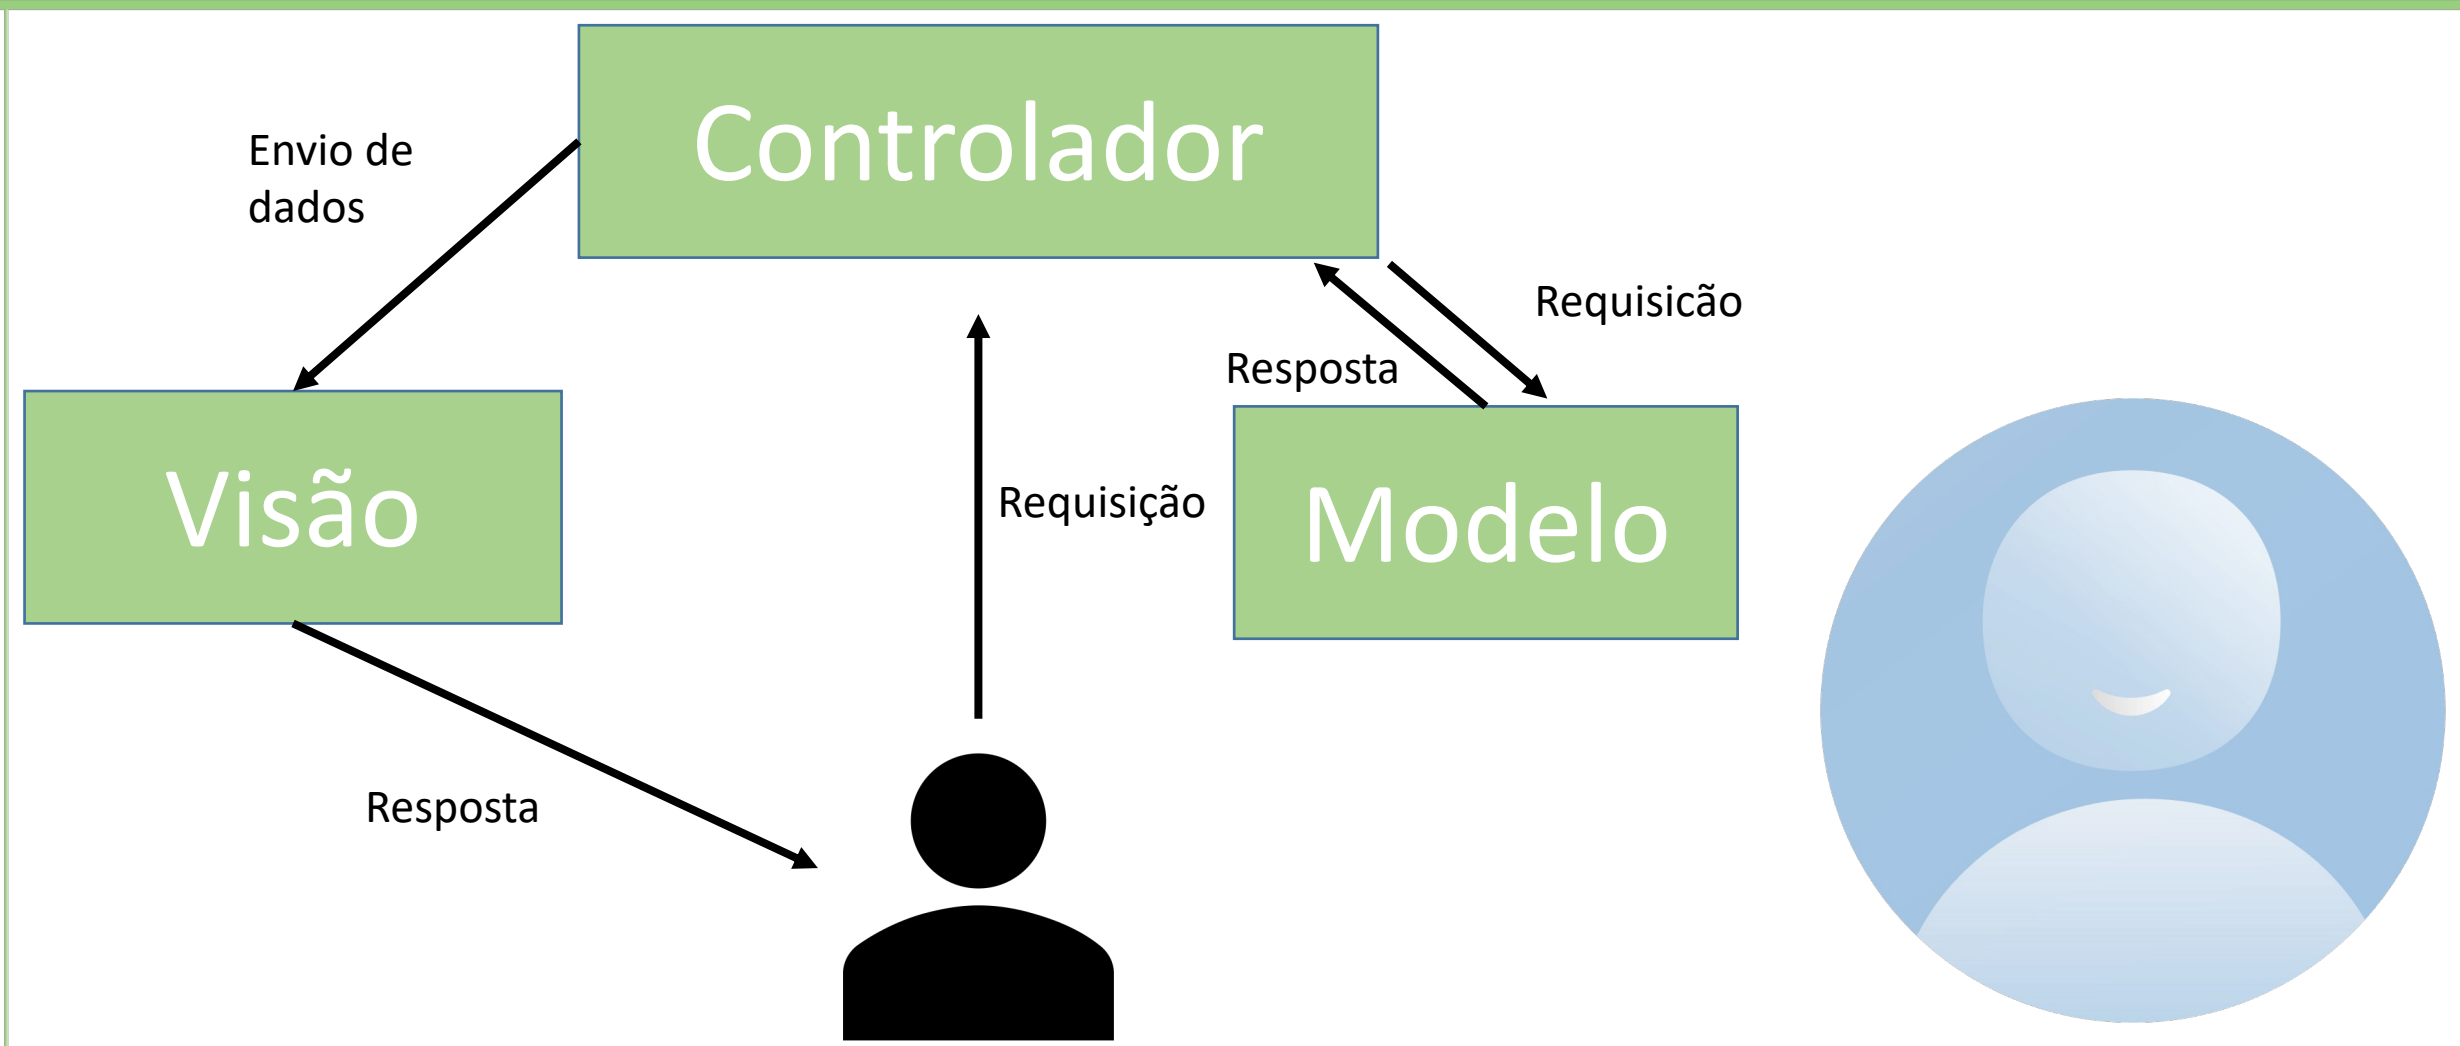 Controlador
Envio de
dados
Requisicão
Resposta
Visão
Requisição
Modelo
Resposta